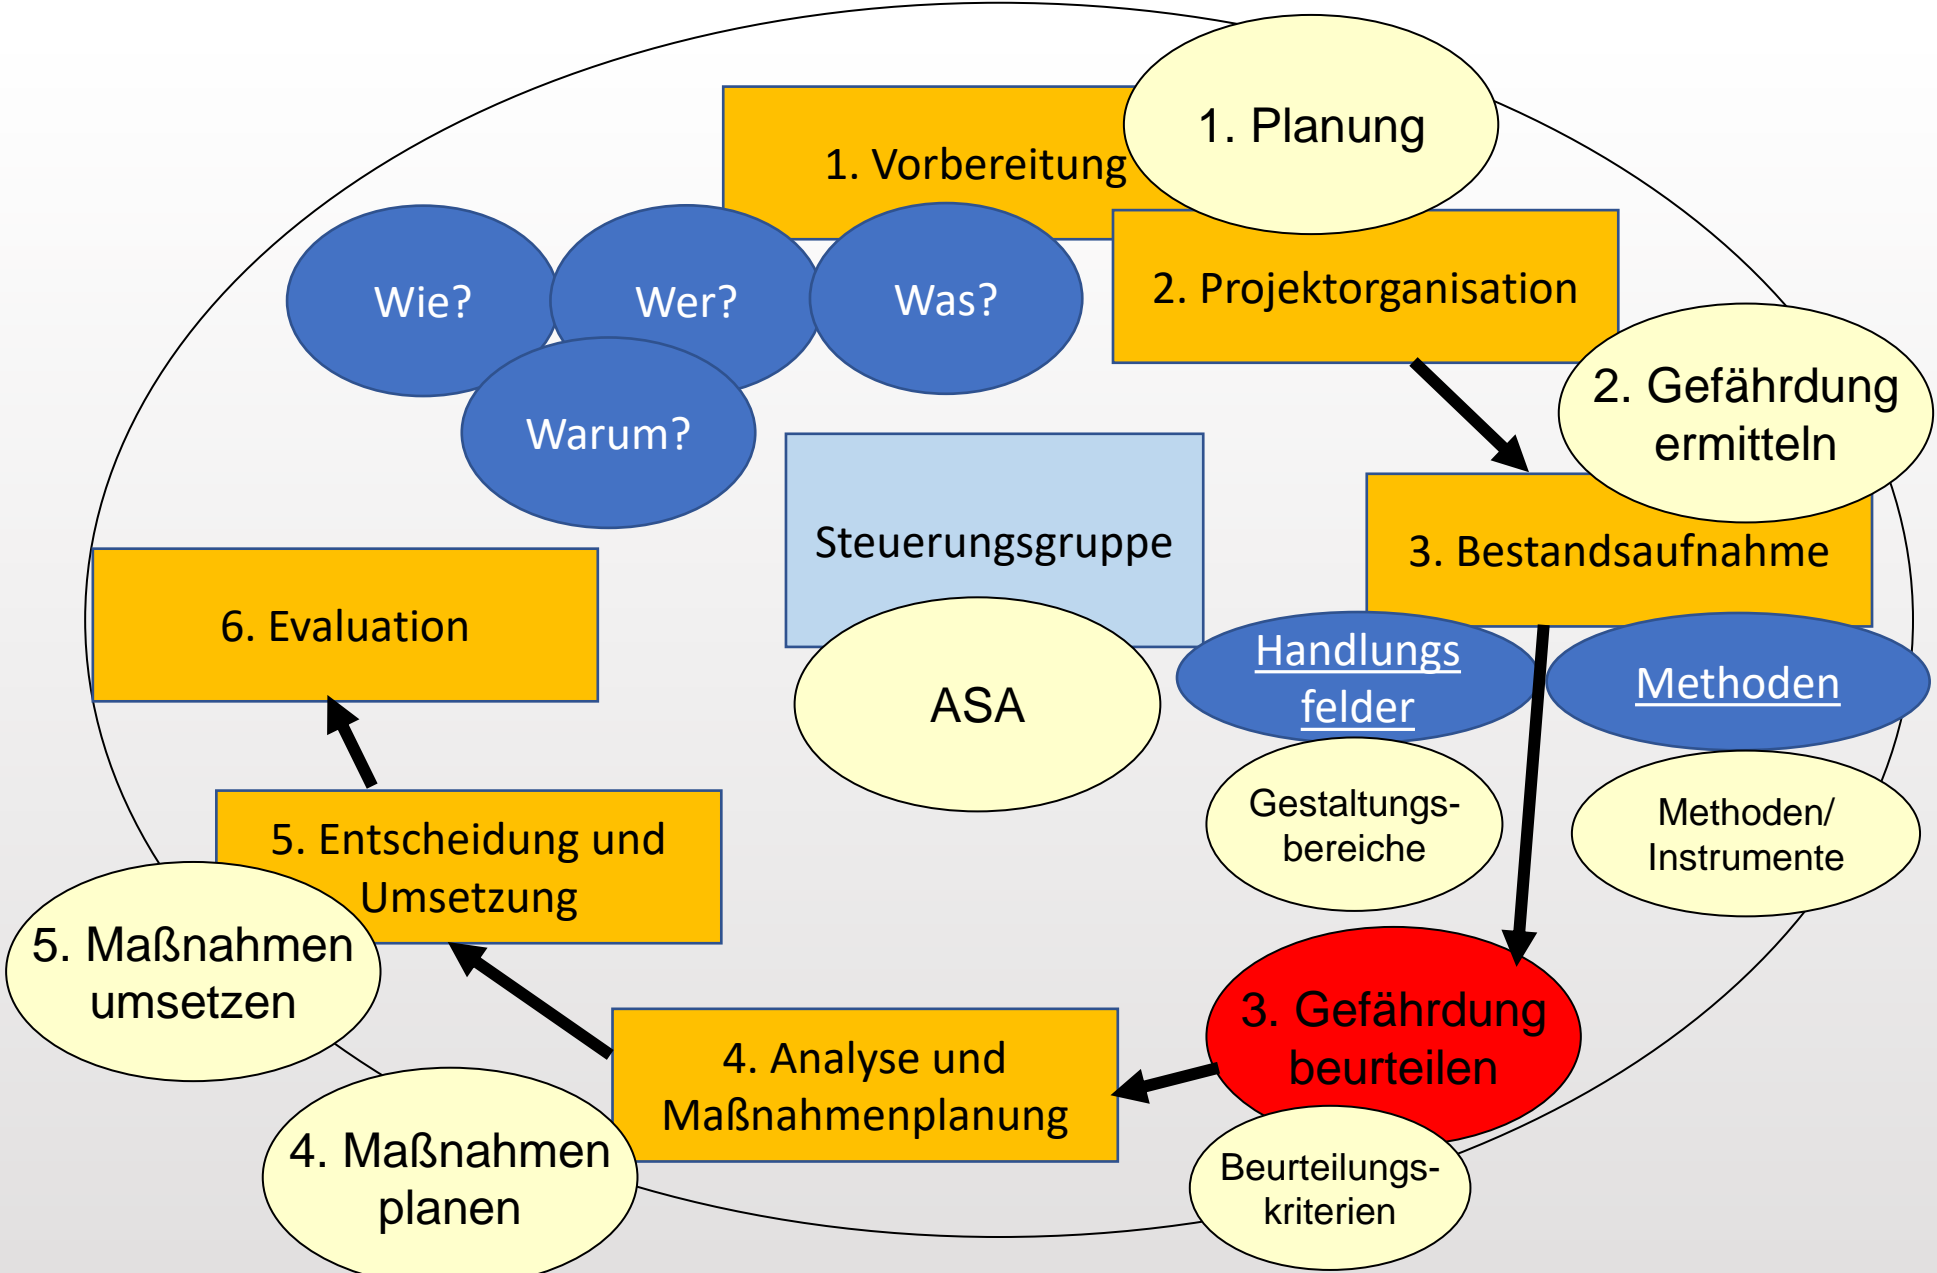 1. Planung
1. Vorbereitung
Wie?
Wer?
Was?
2. Projektorganisation
Warum?
2. Gefährdung
ermitteln
Steuerungsgruppe
3. Bestandsaufnahme
6. Evaluation
ASA
Handlungs
felder
Methoden
Gestaltungs-
bereiche
Methoden/
Instrumente
5. Entscheidung und
Umsetzung
5. Maßnahmen
umsetzen
3. Gefährdung
beurteilen
4. Analyse und
Maßnahmenplanung
4. Maßnahmen
planen
Beurteilungs-
kriterien